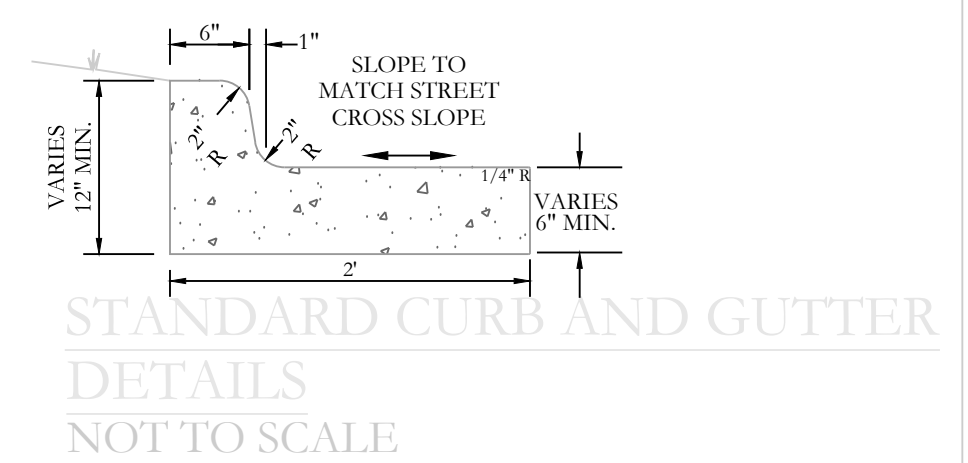 6"
1"
SLOPE TO
MATCH STREET
CROSS SLOPE
VARIES
12" MIN.
2"
R
2"
R
1/4" R
VARIES
6" MIN.
2'
STANDARD CURB AND GUTTER
DETAILS
NOT TO SCALE